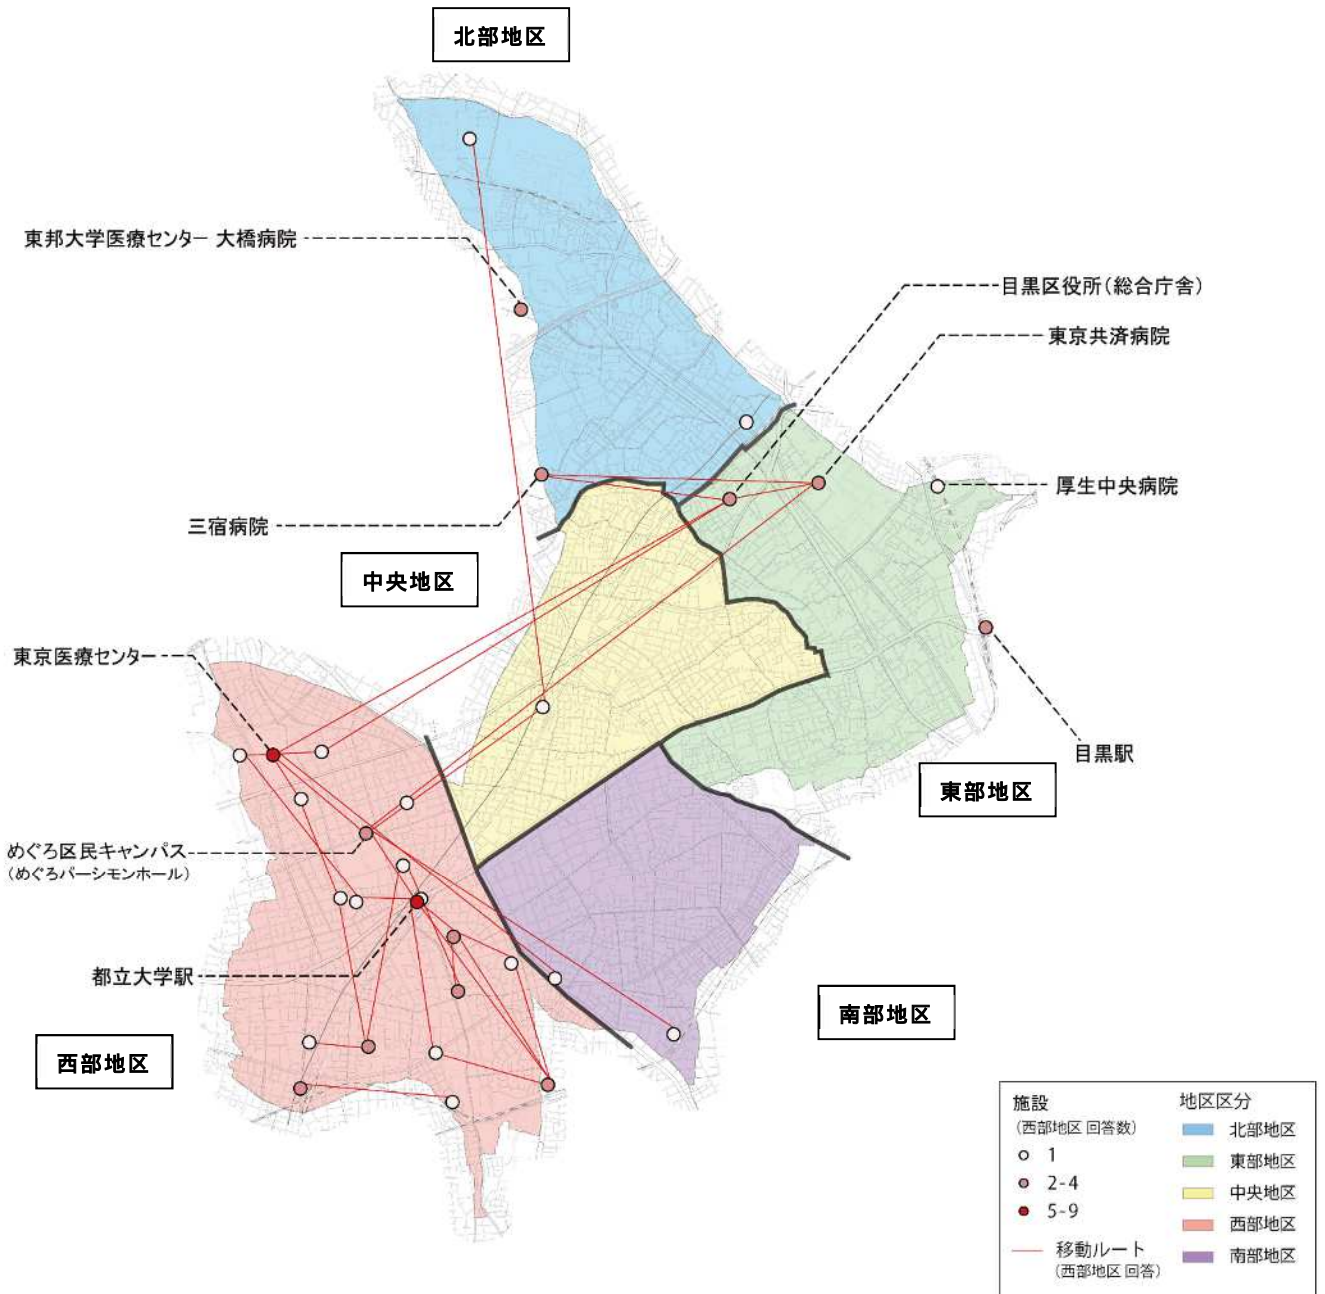 北部地区
東邦大学医療センター 大橋病院
目黒区役所(総合庁舎)
東京共済病院
厚生中央病院
三宿病院
中央地区
東京医療センター
目黒駅
東部地区
めぐろ区民キャンパス
(めぐろパーシモンホール)
都立大学駅
南部地区
西部地区
施設
(西部地区 回答数)
1
2-4
5-9
移動ルート
(西部地区 回答)
地区区分
北部地区
東部地区
中央地区
西部地区
南部地区